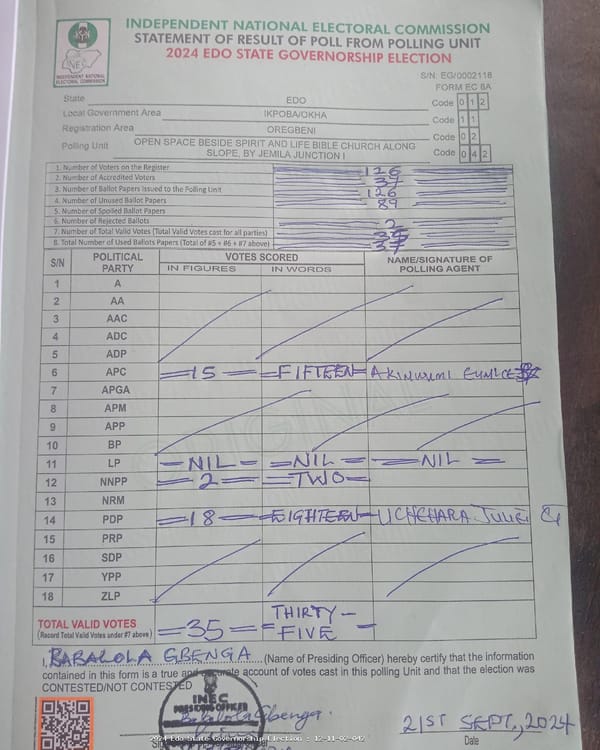 INDEPENDENT NATIONAL ELECTORAL COMMISSION
STATEMENT OF RESULT OF POLL FROM POLLING UNIT
2024 EDO STATE GOVERNORSHIP ELECTION
INEC
INDEPENDENT NATIONAL
ELECTORAL COMMISSION
S/N: EG/0002118
FORM EC 8A
State EDO Code 0 1 2
Local Government Area IKPOBA/OKHA Code 1 1
Registration Area OREGBENI Code 0 2
Polling Unit OPEN SPACE BESIDE SPIRIT AND LIFE BIBLE CHURCH ALONG
SLOPE, BY JEMILA JUNCTION I Code 0 4 2
1. Number of Voters on the Register 126
2. Number of Accredited Voters 37
3. Number of Ballot Papers Issued to the Polling Unit 126
4. Number of Unused Ballot Papers 89
5. Number of Spoiled Ballot Papers
6. Number of Rejected Ballots 2
7. Number of Total Valid Votes (Total Valid Votes cast for all parties) 35
8. Total Number of Used Ballots Papers (Total of #5 + #6 + #7 above) 37
S/N POLITICAL PARTY VOTES SCORED NAME/SIGNATURE OF POLLING AGENT
IN FIGURES IN WORDS
1 A
2 AA
3 AAC
4 ADC
5 ADP
6 APC =15= =FIFTEEN= AKINWUMI EUNICE
7 APGA
8 APM
9 APP
10 BP
11 LP -NIL- =NIL= =NIL=
12 NNPP =2= =TWO=
13 NRM
14 PDP =18= =EIGHTEEN= UCHEHARA JULIET
15 PRP
16 SDP
17 YPP
18 ZLP
TOTAL VALID VOTES =35= =THIRTY-
(Record Total Valid Votes under #7 above) FIVE=
I, BABALOLA GBENGA (Name of Presiding Officer) hereby certify that the information
contained in this form is a true and accurate account of votes cast in this polling Unit and that the election was
CONTESTED/NOT CONTESTED
INEC
PRESIDING OFFICER
Babalola Gbenga
21ST SEPT., 2024
2024 Edo State Governorship Election : 12-11-02-042
Date